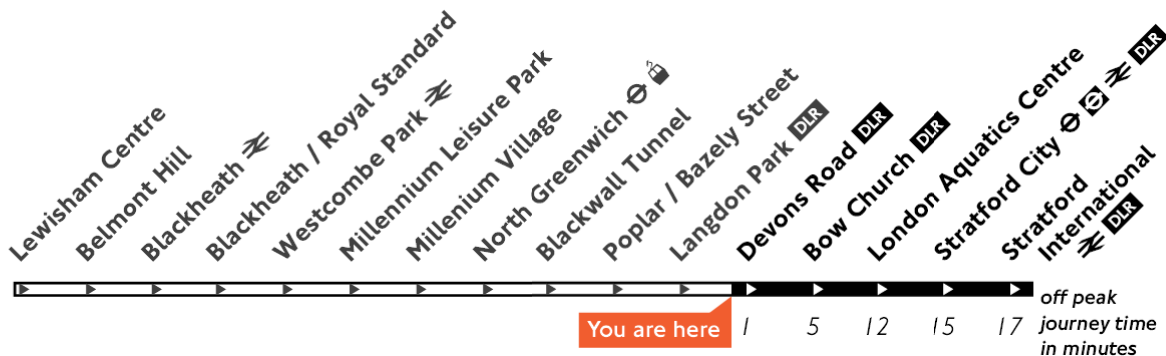 Lewisham Centre
Belmont Hill
Blackheath
Blackheath / Royal Standard
Westcombe Park
Millennium Leisure Park
Millenium Village
North Greenwich
Blackwall Tunnel
Poplar / Bazely Street
Langdon Park DLR
Devons Road DLR
Bow Church DLR
London Aquatics Centre
Stratford City DLR
Stratford
International
DLR
You are here
1 5 12 15 17
off peak
journey time
in minutes